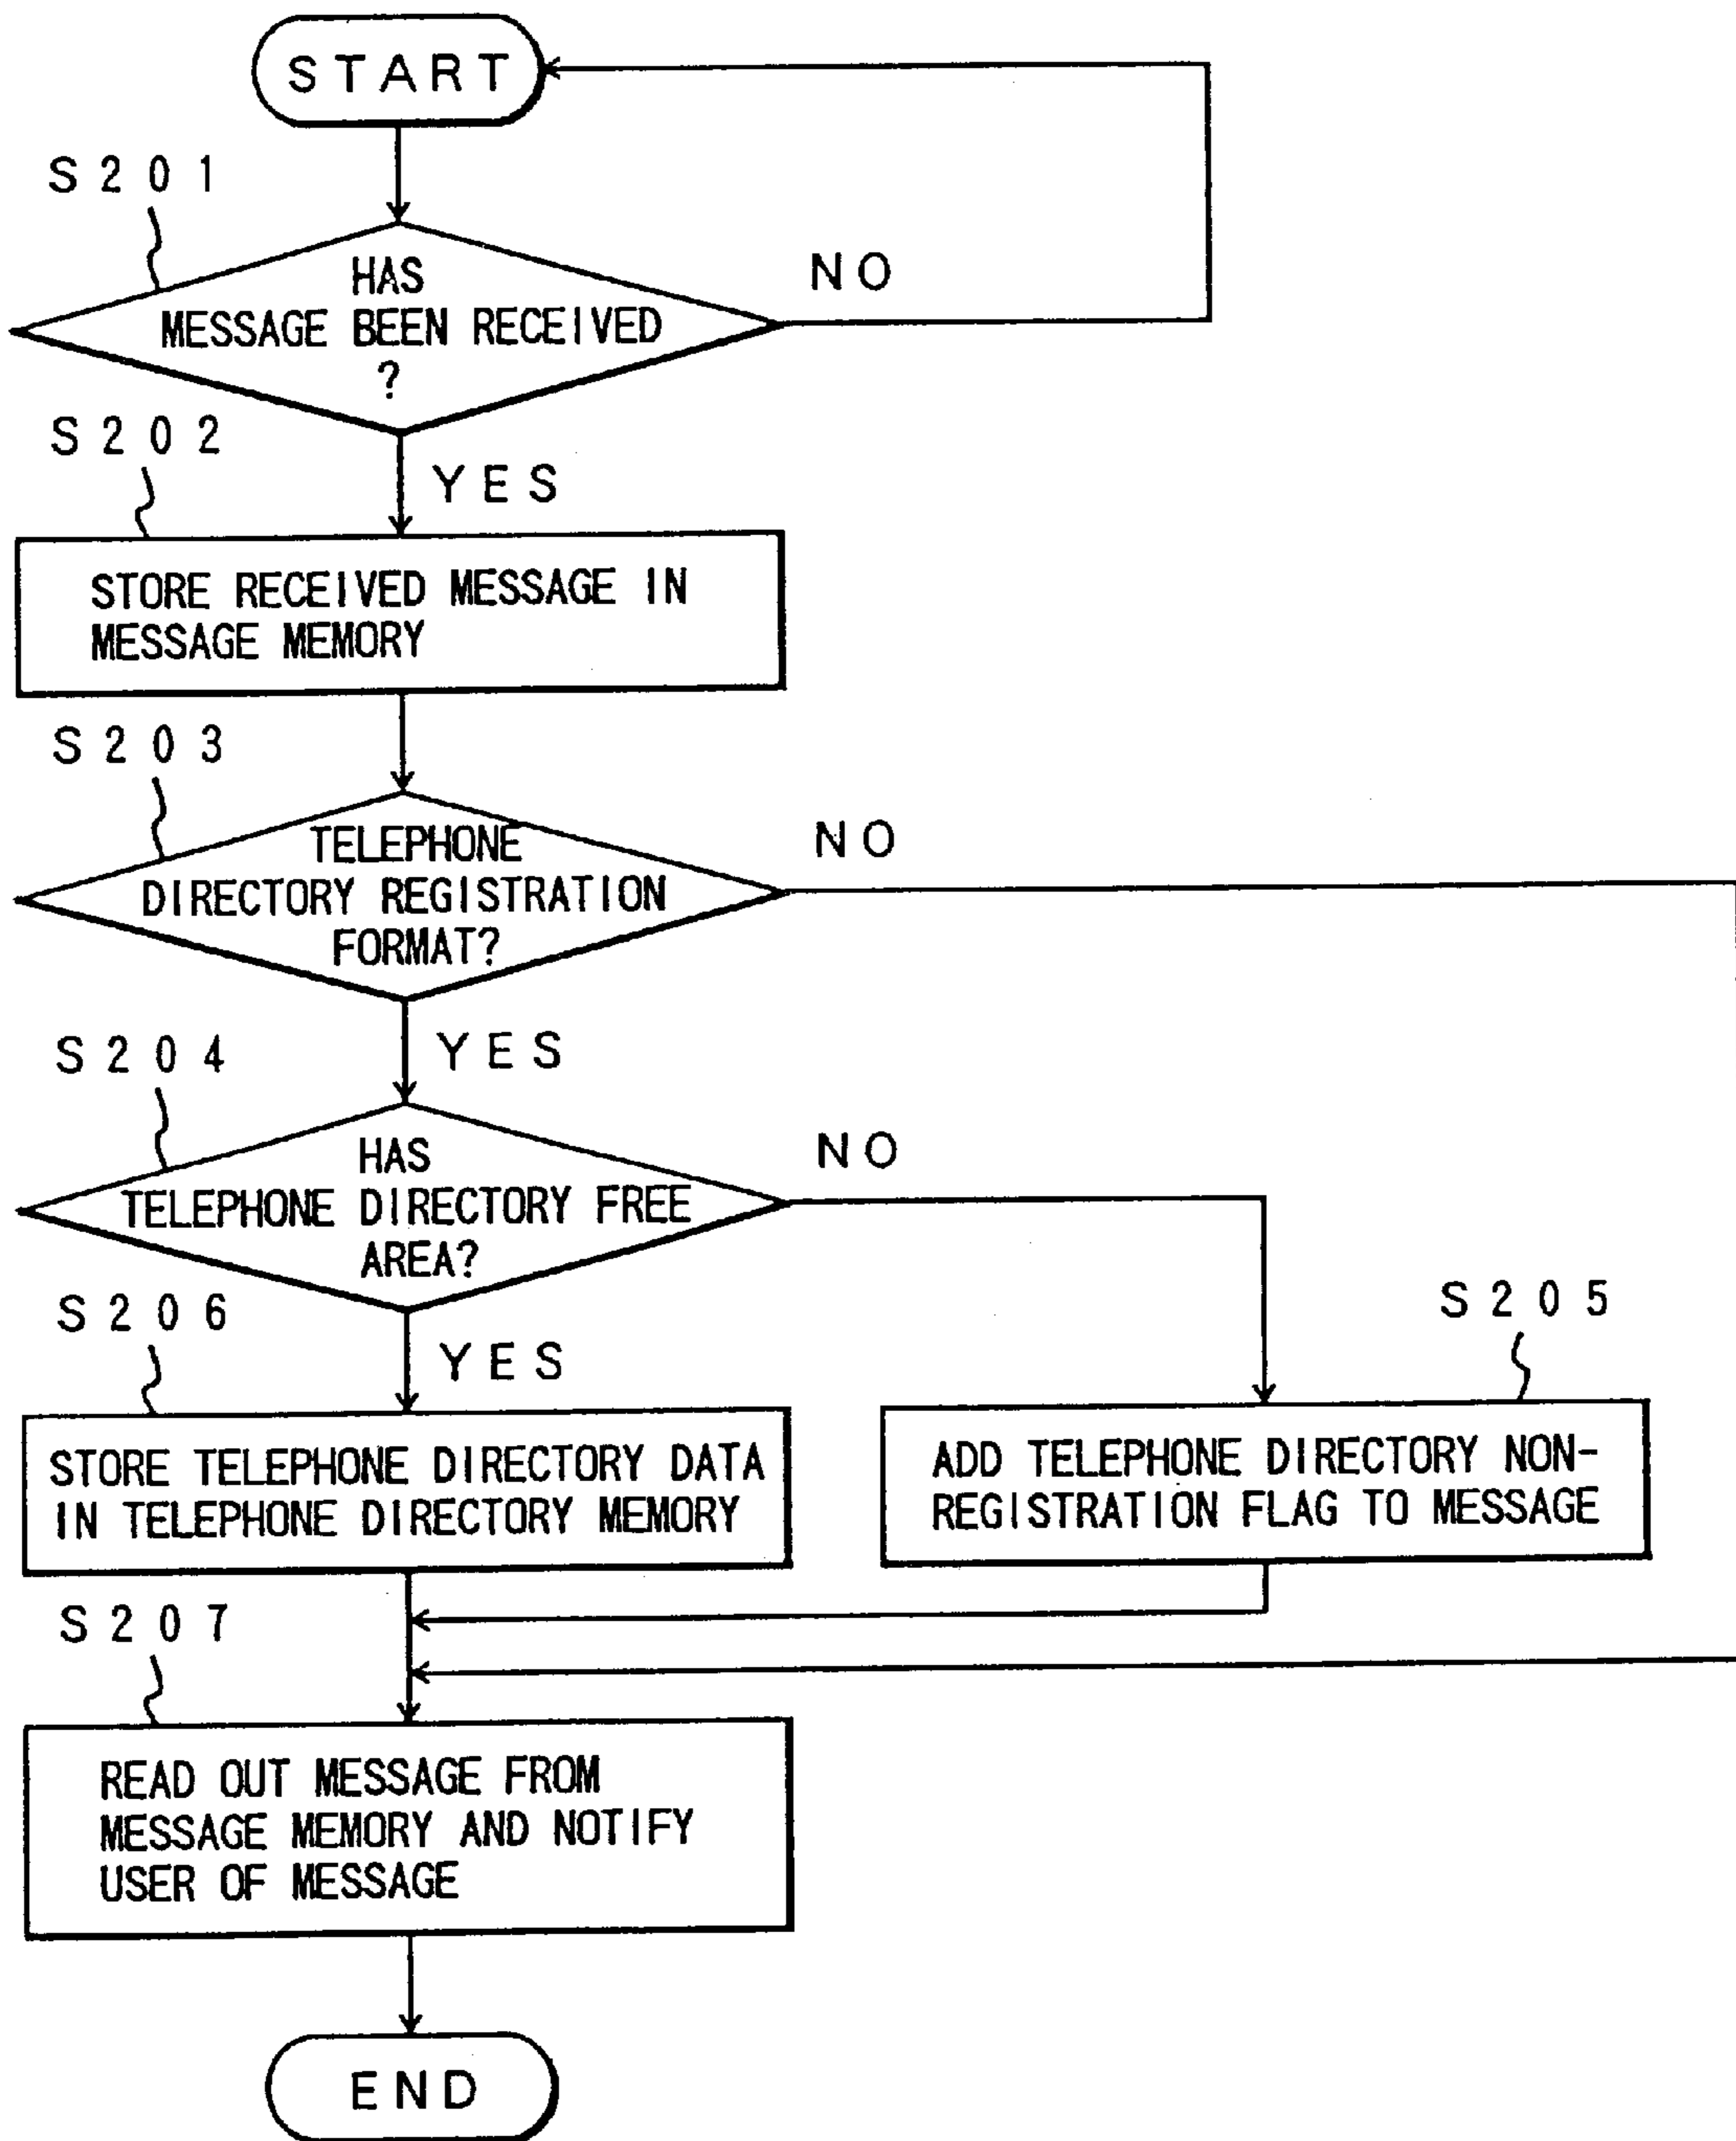 START
S201
HAS
MESSAGE BEEN RECEIVED
?
NO
S202
YES
STORE RECEIVED MESSAGE IN
MESSAGE MEMORY
S203
TELEPHONE
DIRECTORY REGISTRATION
FORMAT?
NO
S204
YES
HAS
TELEPHONE DIRECTORY FREE
AREA?
NO
S206
YES
S205
STORE TELEPHONE DIRECTORY DATA
IN TELEPHONE DIRECTORY MEMORY
ADD TELEPHONE DIRECTORY NON-
REGISTRATION FLAG TO MESSAGE
S207
READ OUT MESSAGE FROM
MESSAGE MEMORY AND NOTIFY
USER OF MESSAGE
END